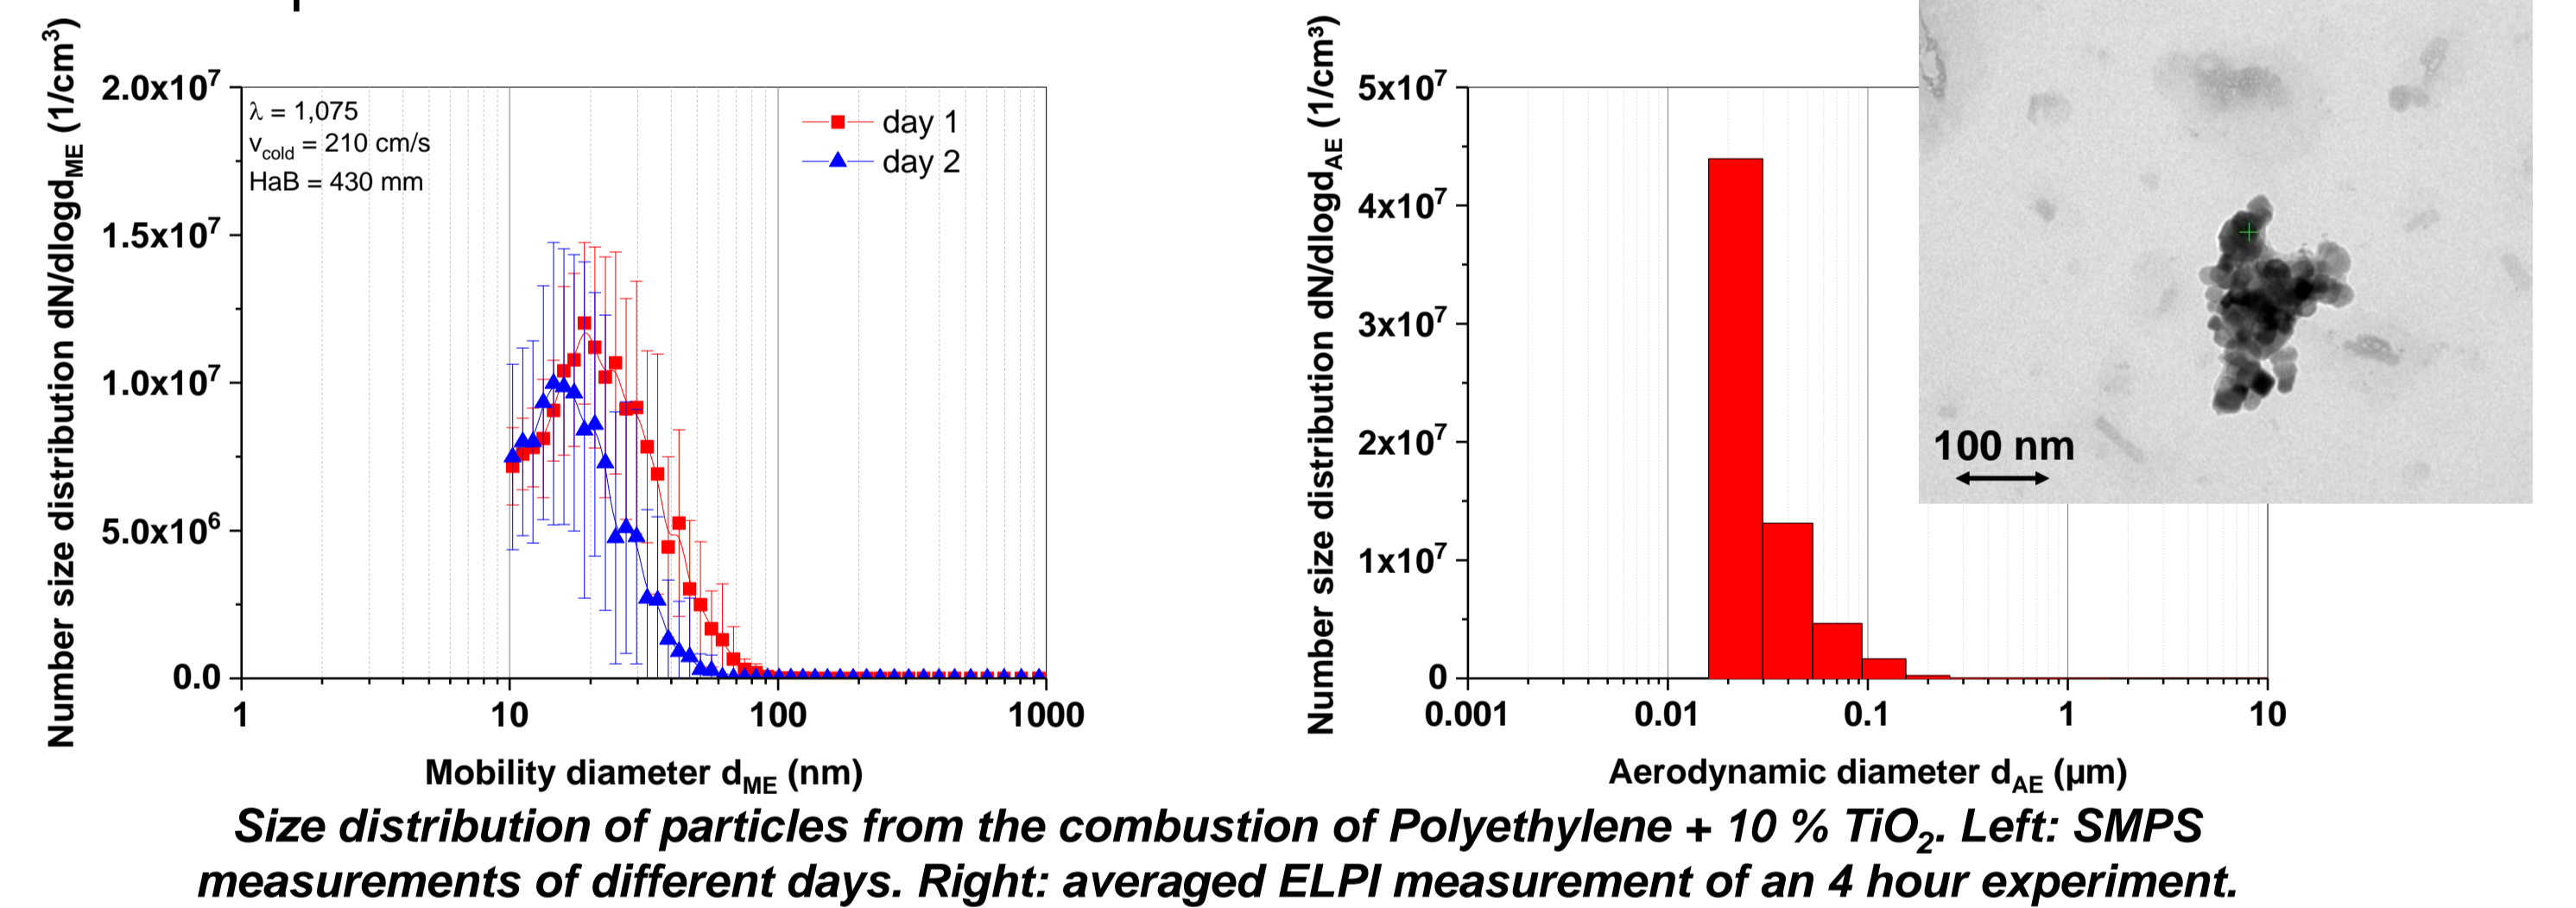 Number size distribution dN/dlogd_ME (1/cm³)
2.0x10⁷
1.5x10⁷
1.0x10⁷
5.0x10⁶
0.0
λ = 1,075
v_cold = 210 cm/s
HaB = 430 mm
day 1
day 2
1 10 100 1000
Mobility diameter d_ME (nm)
Number size distribution dN/dlogd_AE (1/cm³)
5x10⁷
4x10⁷
3x10⁷
2x10⁷
1x10⁷
0
100 nm
0.001 0.01 0.1 1 10
Aerodynamic diameter d_AE (µm)
Size distribution of particles from the combustion of Polyethylene + 10 % TiO₂. Left: SMPS
measurements of different days. Right: averaged ELPI measurement of an 4 hour experiment.